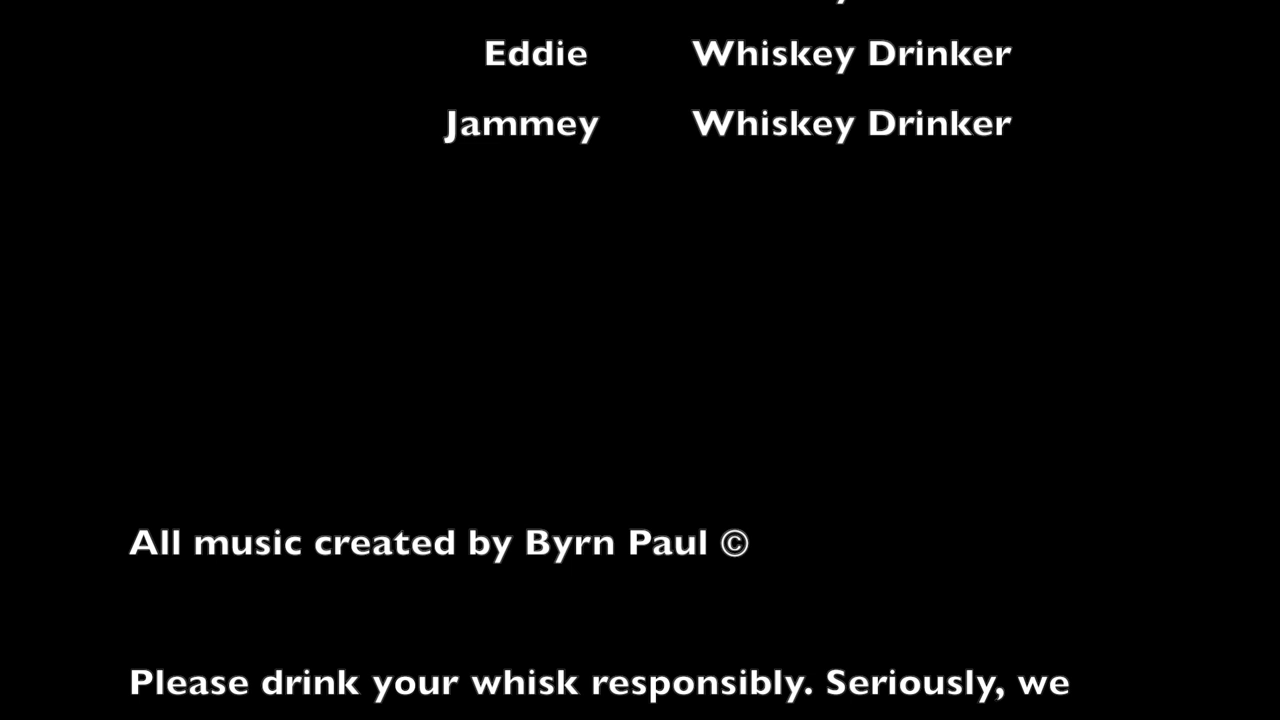 Eddie Whiskey Drinker
Jammey Whiskey Drinker
All music created by Byrn Paul ©
Please drink your whisk responsibly. Seriously, we